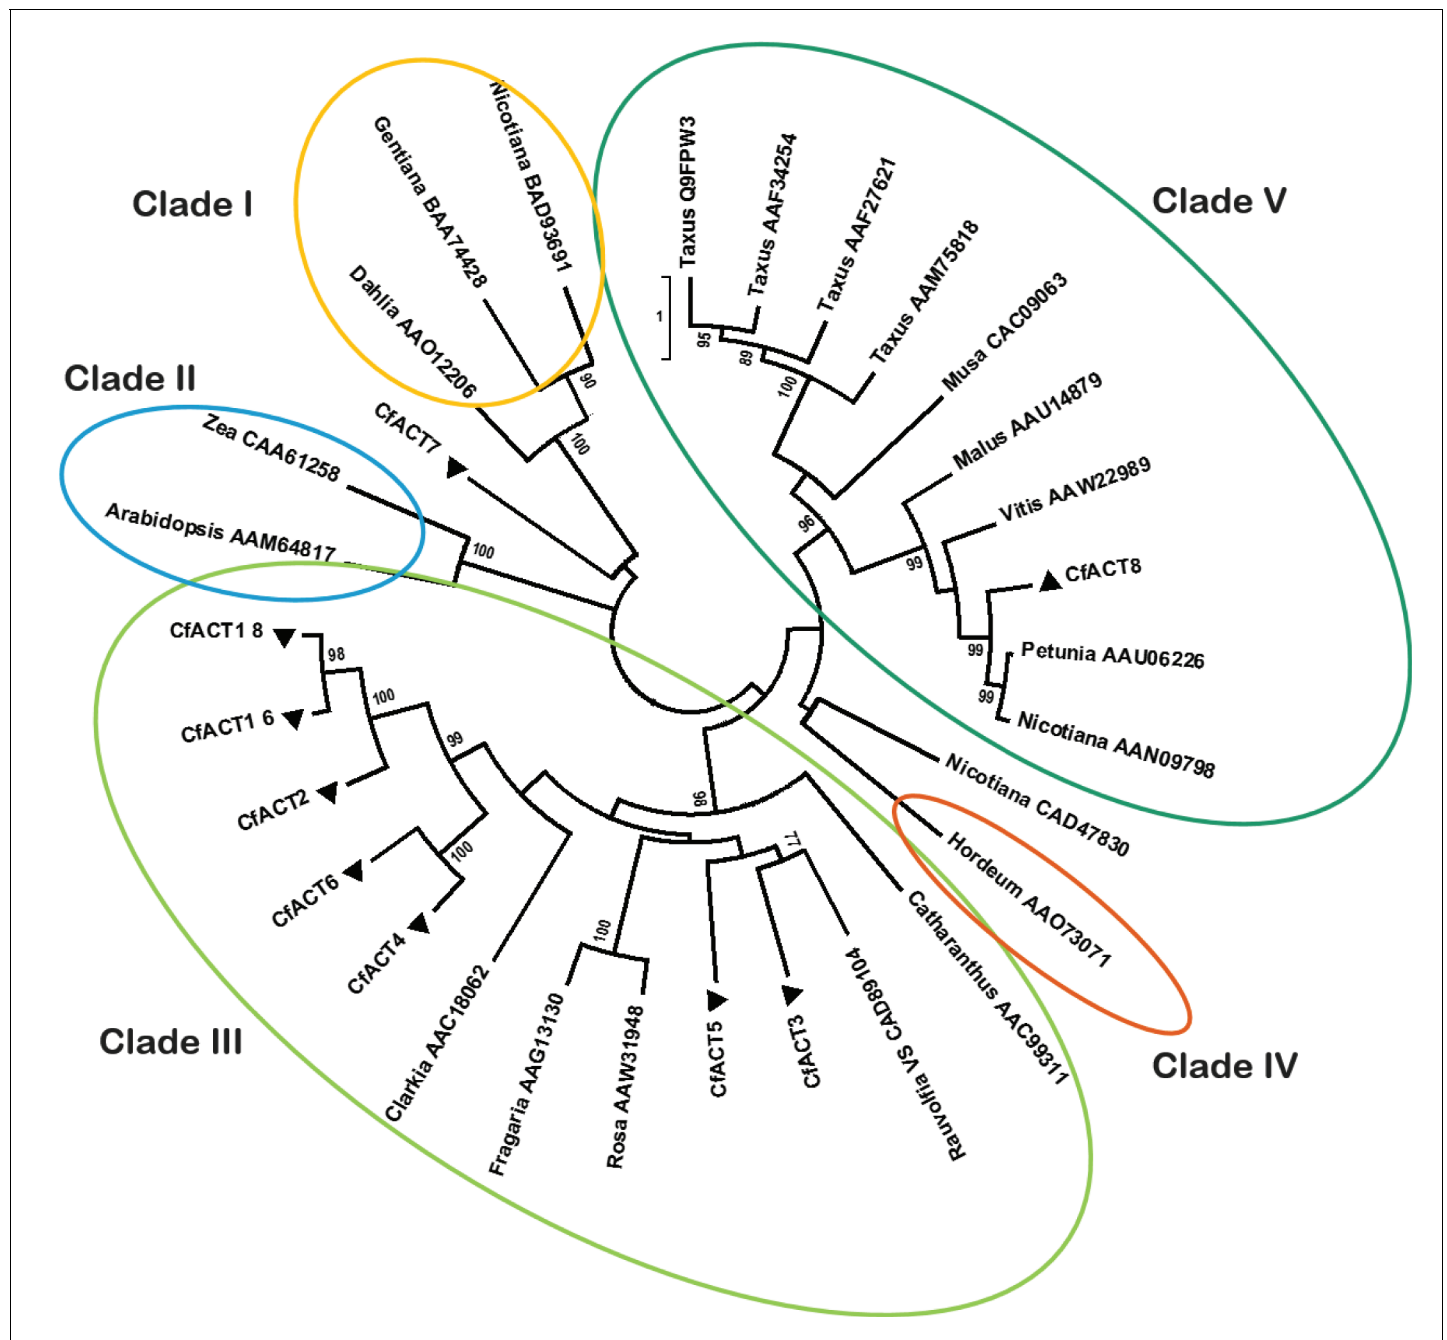 Clade I
Nicotiana BAD93691
Gentiana BAA74428
Dahlia AAO12206
90
100
CfACT7
Clade II
Zea CAA61258
Arabidopsis AAM64817
100
Clade V
Taxus Q9FPW3
Taxus AAF34254
Taxus AAF27621
Taxus AAM75818
Musa CAC09063
Malus AAU14879
Vitis AAW22989
CfACT8
Petunia AAU06226
Nicotiana AAN09798
1
95
89
100
96
99
99
99
Nicotiana CAD47830
Hordeum AAO73071
Clade IV
CfACT1 8
98
CfACT1 6
100
CfACT2
99
CfACT6
100
CfACT4
Clarkia AAC18062
Fragaria AAG13130
100
Rosa AAW31948
CfACT5
CfACT3
77
Rauvolfia VS CAD89104
Catharanthus AAC99311
86
Clade III